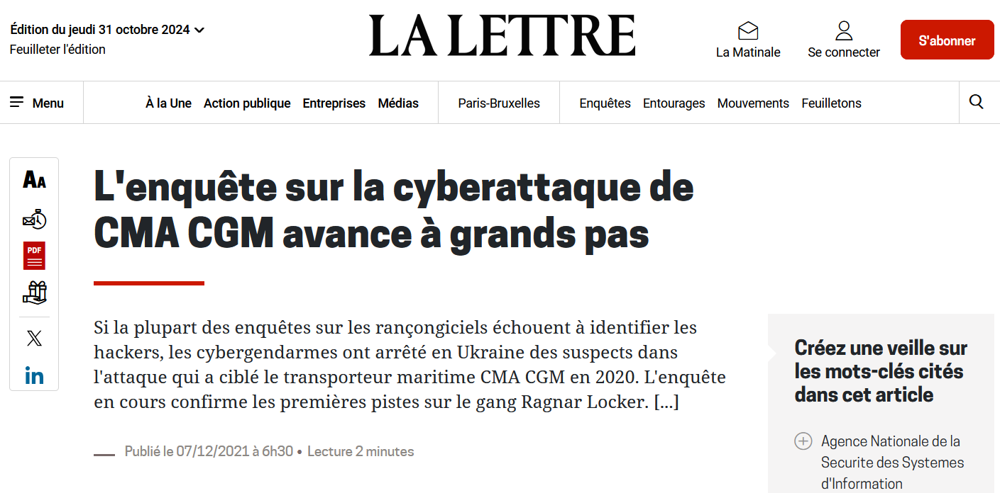 Édition du jeudi 31 octobre 2024
Feuilleter l'édition
LA LETTRE
La Matinale
Se connecter
S'abonner
Menu
À la Une
Action publique
Entreprises
Médias
Paris-Bruxelles
Enquêtes
Entourages
Mouvements
Feuilletons
AA
PDF
X
in
L'enquête sur la cyberattaque de
CMA CGM avance à grands pas
Si la plupart des enquêtes sur les rançongiciels échouent à identifier les
hackers, les cybergendarmes ont arrêté en Ukraine des suspects dans
l'attaque qui a ciblé le transporteur maritime CMA CGM en 2020. L'enquête
en cours confirme les premières pistes sur le gang Ragnar Locker. [...]
Publié le 07/12/2021 à 6h30 • Lecture 2 minutes
Créez une veille sur
les mots-clés cités
dans cet article
Agence Nationale de la
Securite des Systemes
d'Information